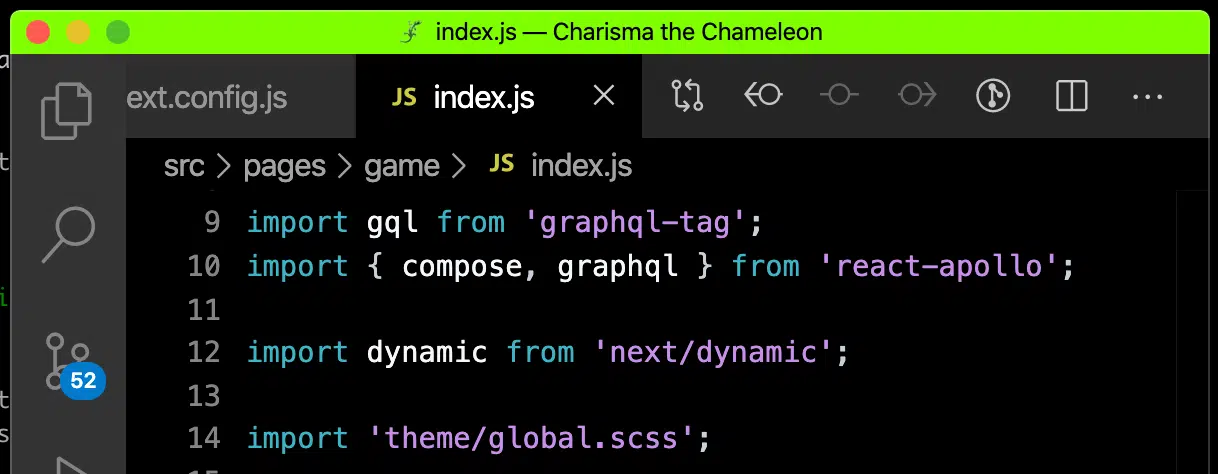 index.js — Charisma the Chameleon
ext.config.js
JS index.js
src > pages > game > JS index.js
9 import gql from 'graphql-tag';
10 import { compose, graphql } from 'react-apollo';
11
12 import dynamic from 'next/dynamic';
13
14 import 'theme/global.scss';
52